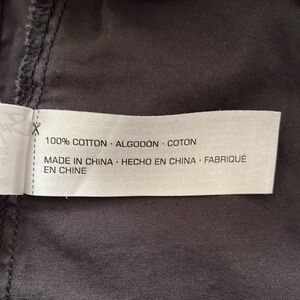 100% COTTON · ALGODÓN · COTON
MADE IN CHINA · HECHO EN CHINA · FABRIQUÉ
EN CHINE